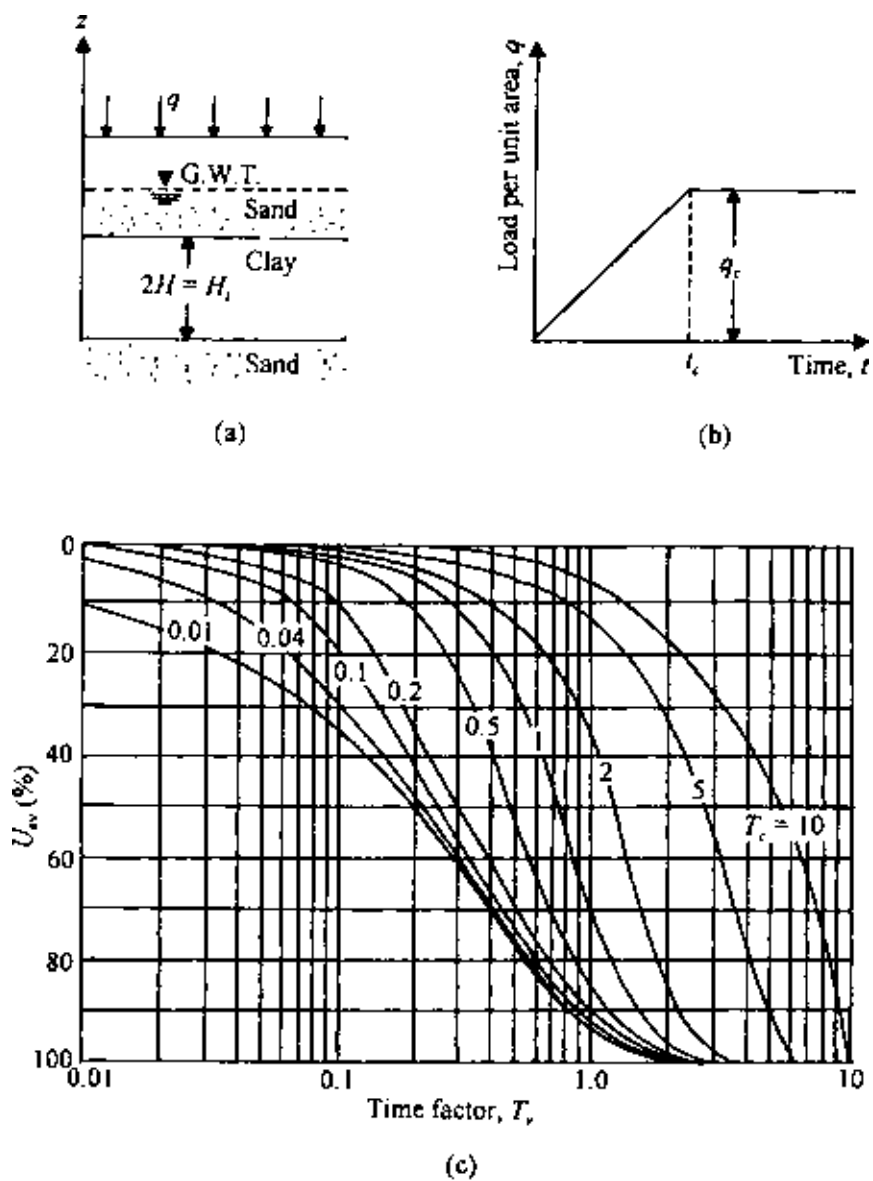 z
q
G.W.T.
Sand
Clay
2H = H_t
Sand
(a)
Load per unit area, q
q_c
t_c
Time, t
(b)
0
20
40
60
80
100
U_av (%)
0.01
0.04
0.1
0.2
0.5
1
2
5
T_c = 10
0.01
0.1
1.0
10
Time factor, T_v
(c)